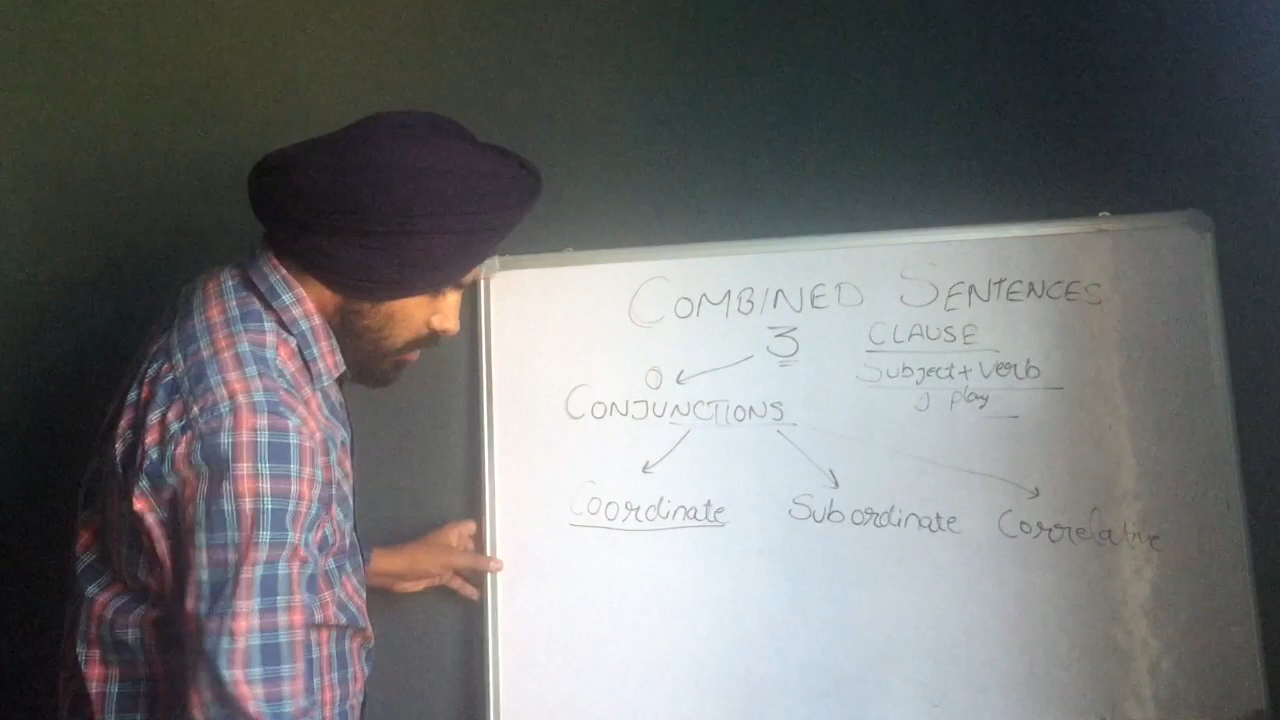 COMBINED SENTENCES
3
CLAUSE
Subject + Verb
I play
O
CONJUNCTIONS
Coordinate Subordinate Correlative